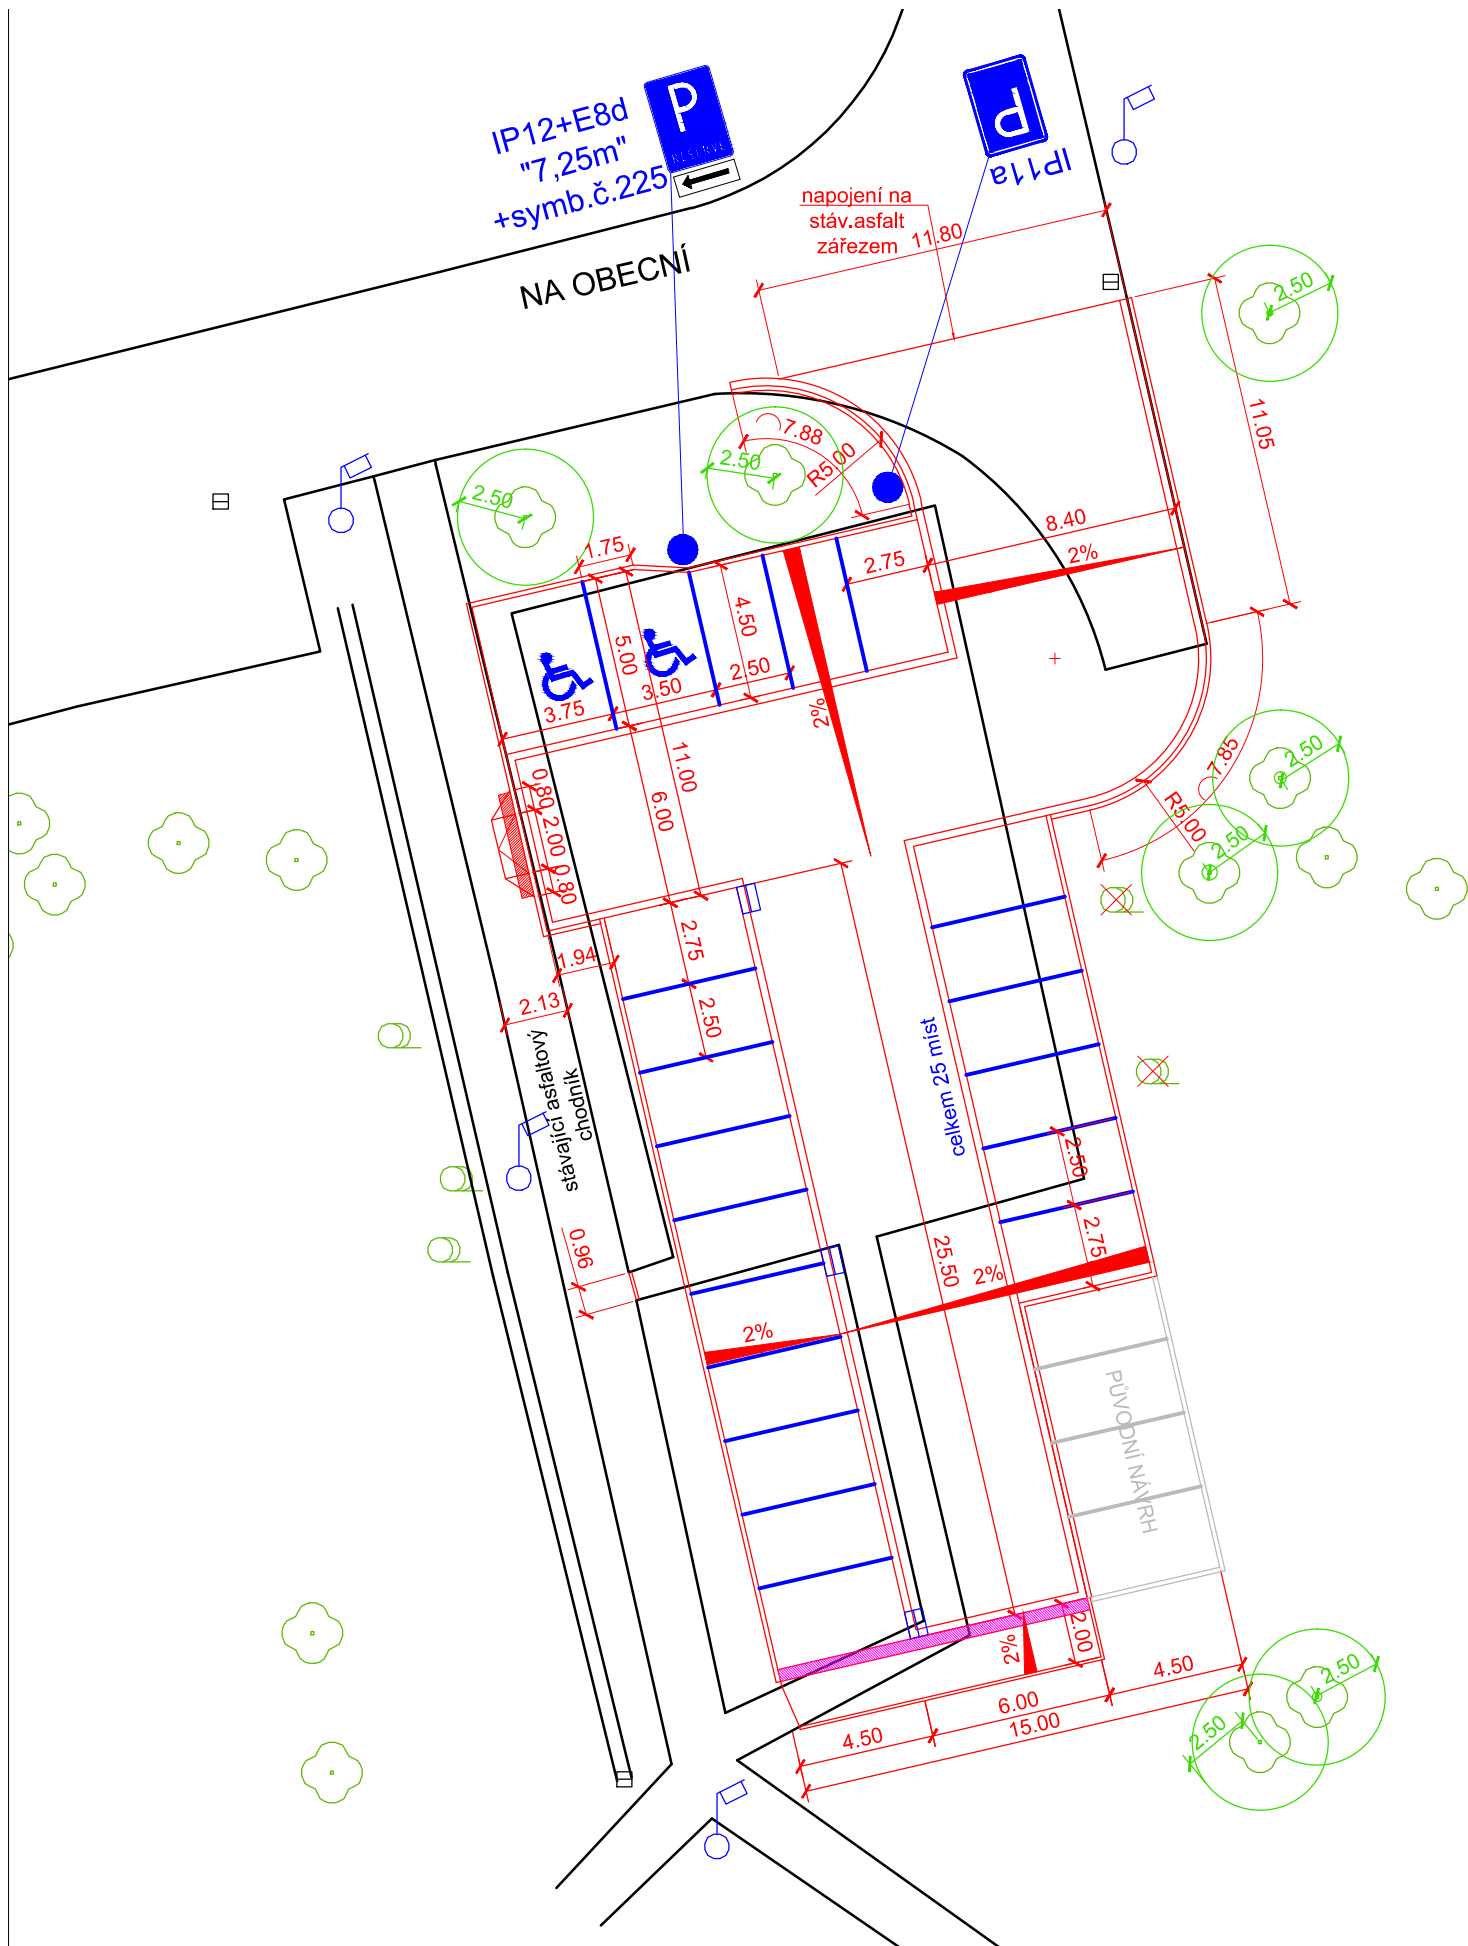 IP12+E8d
"7,25m"
+symb.č.225
P
RESERVE
P
IP11a
napojení na
stáv.asfalt
zářezem
11.80
NA OBECNÍ
2.50
11.05
7.88
R5.00
2.50
2.50
1.75
8.40
2%
2.75
4.50
5.00
2.50
3.50
3.75
2%
11.00
6.00
0.80
2.00
0.80
7.85
R5.00
2.50
2.50
2.75
2.50
1.94
2.13
stávající asfaltový
chodník
celkem 25 míst
2.50
2.75
0.96
25.50
2%
2%
PŮVODNÍ NÁVRH
2.00
2%
4.50
6.00
4.50
15.00
2.50
2.50